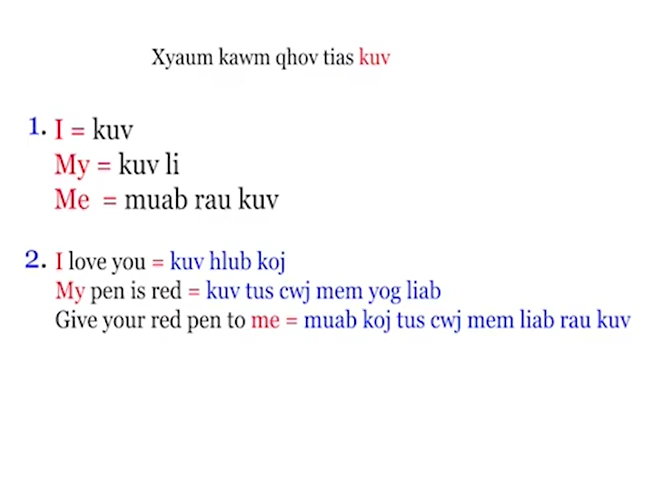 Xyaum kawm qhov tias kuv
1. I = kuv
My = kuv li
Me = muab rau kuv
2. I love you = kuv hlub koj
My pen is red = kuv tus cwj mem yog liab
Give your red pen to me = muab koj tus cwj mem liab rau kuv